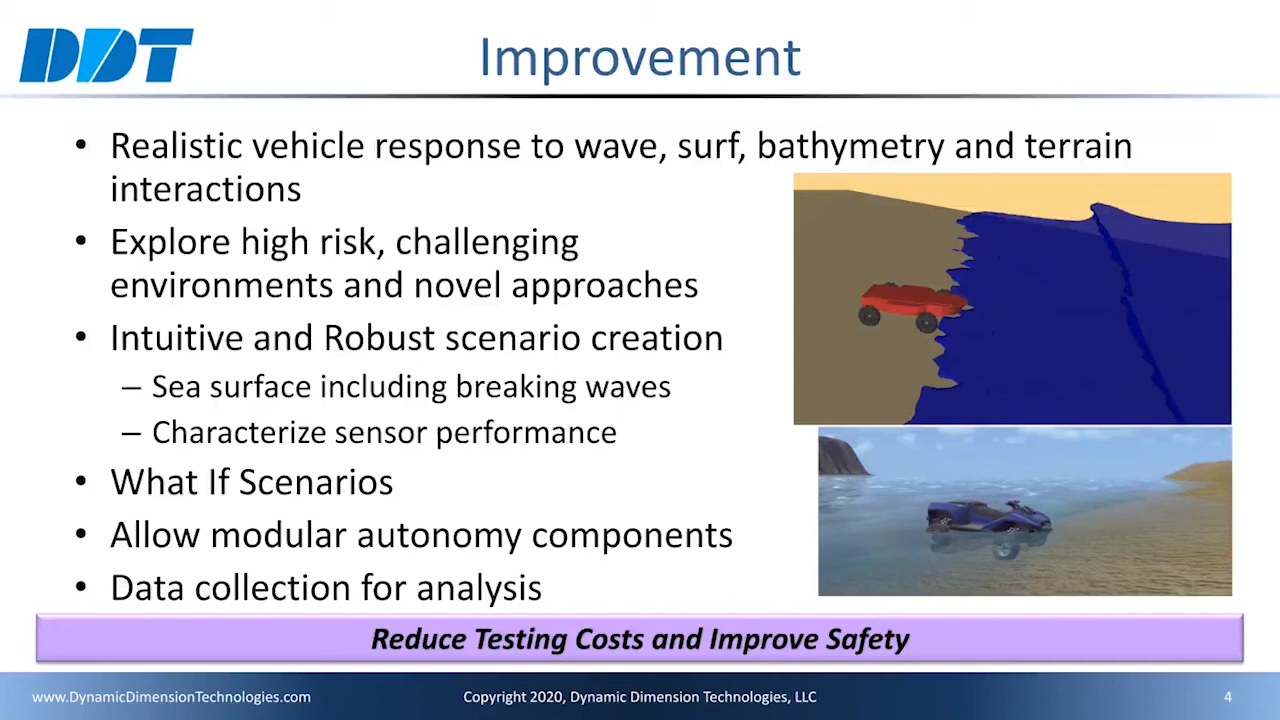 DDT
Improvement
• Realistic vehicle response to wave, surf, bathymetry and terrain
interactions
• Explore high risk, challenging
environments and novel approaches
• Intuitive and Robust scenario creation
– Sea surface including breaking waves
– Characterize sensor performance
• What If Scenarios
• Allow modular autonomy components
• Data collection for analysis
Reduce Testing Costs and Improve Safety
www.DynamicDimensionTechnologies.com
Copyright 2020, Dynamic Dimension Technologies, LLC
4